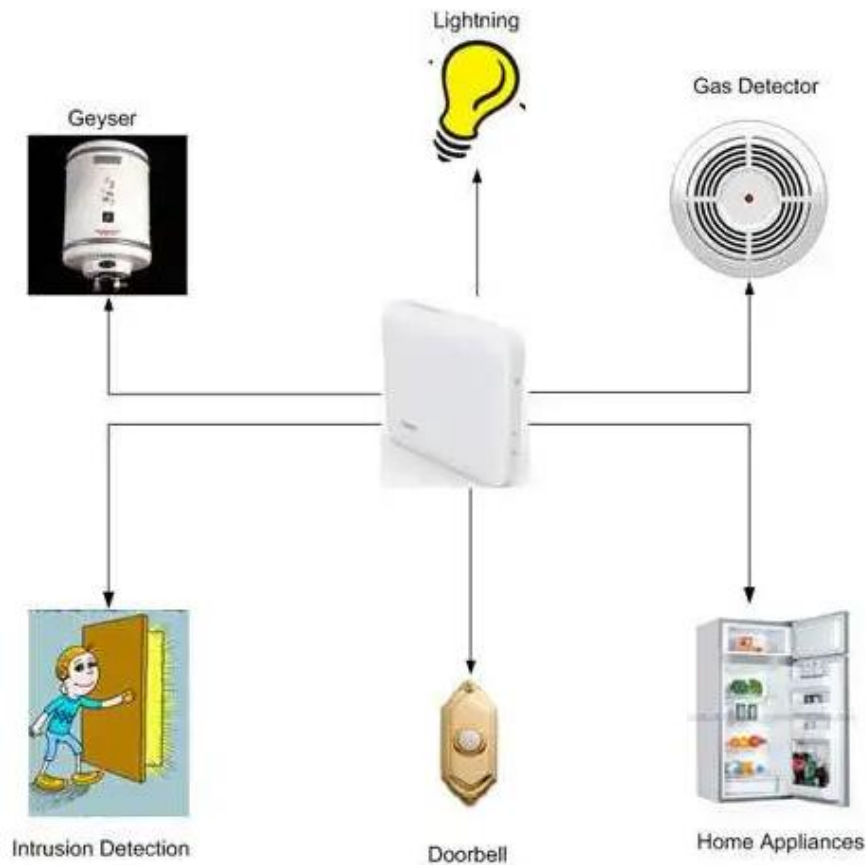 Lightning
Gas Detector
Geyser
Intrusion Detection
Doorbell
Home Appliances